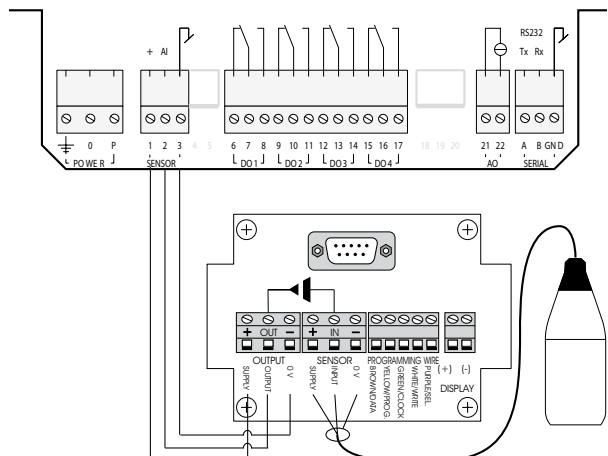 RS232
+ AI
Tx Rx
0 P
1 2 3 4 5 6 7 8 9 10 11 12 13 14 15 16 17 18 19 20 21 22 A B GND
POWER SENSOR DO1 DO2 DO3 DO4 AO SERIAL
+ OUT - + IN -
OUTPUT SENSOR PROGRAMMING WIRE (+) (-)
SUPPLY
OUTPUT
0 V
SUPPLY
INPUT
0 V
BROWN/DATA
YELLOW/PROG.
GREEN/CLOCK
WHITE/WRITE
PURPLE/SEL.
DISPLAY